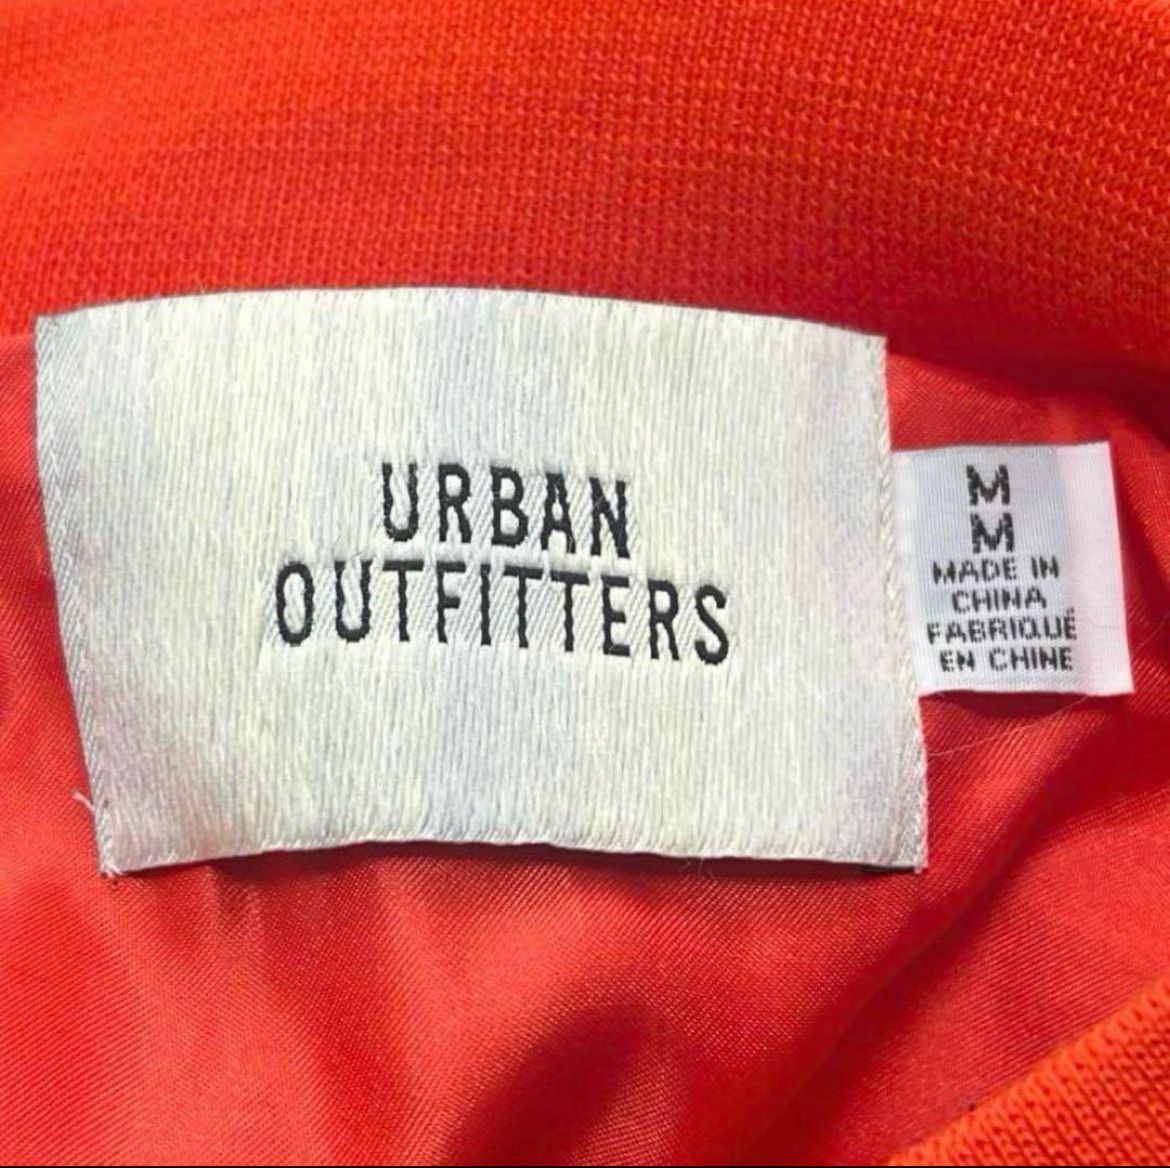 URBAN
OUTFITTERS
M
M
MADE IN
CHINA
FABRIQUÉ
EN CHINE